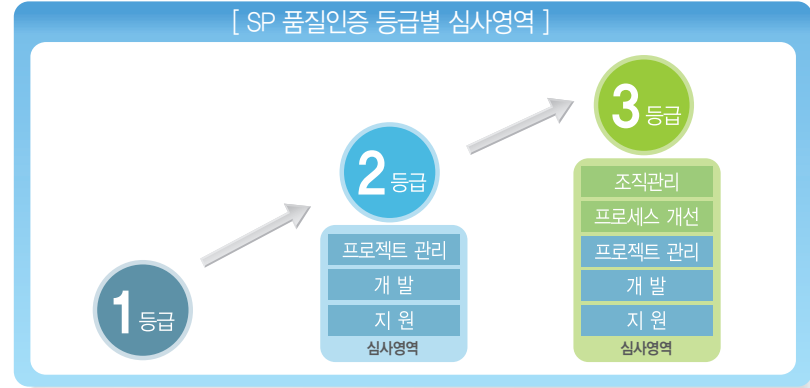 [ SP 품질인증 등급별 심사영역 ]
1 등급
2 등급
프로젝트 관리
개 발
지 원
심사영역
3 등급
조직관리
프로세스 개선
프로젝트 관리
개 발
지 원
심사영역